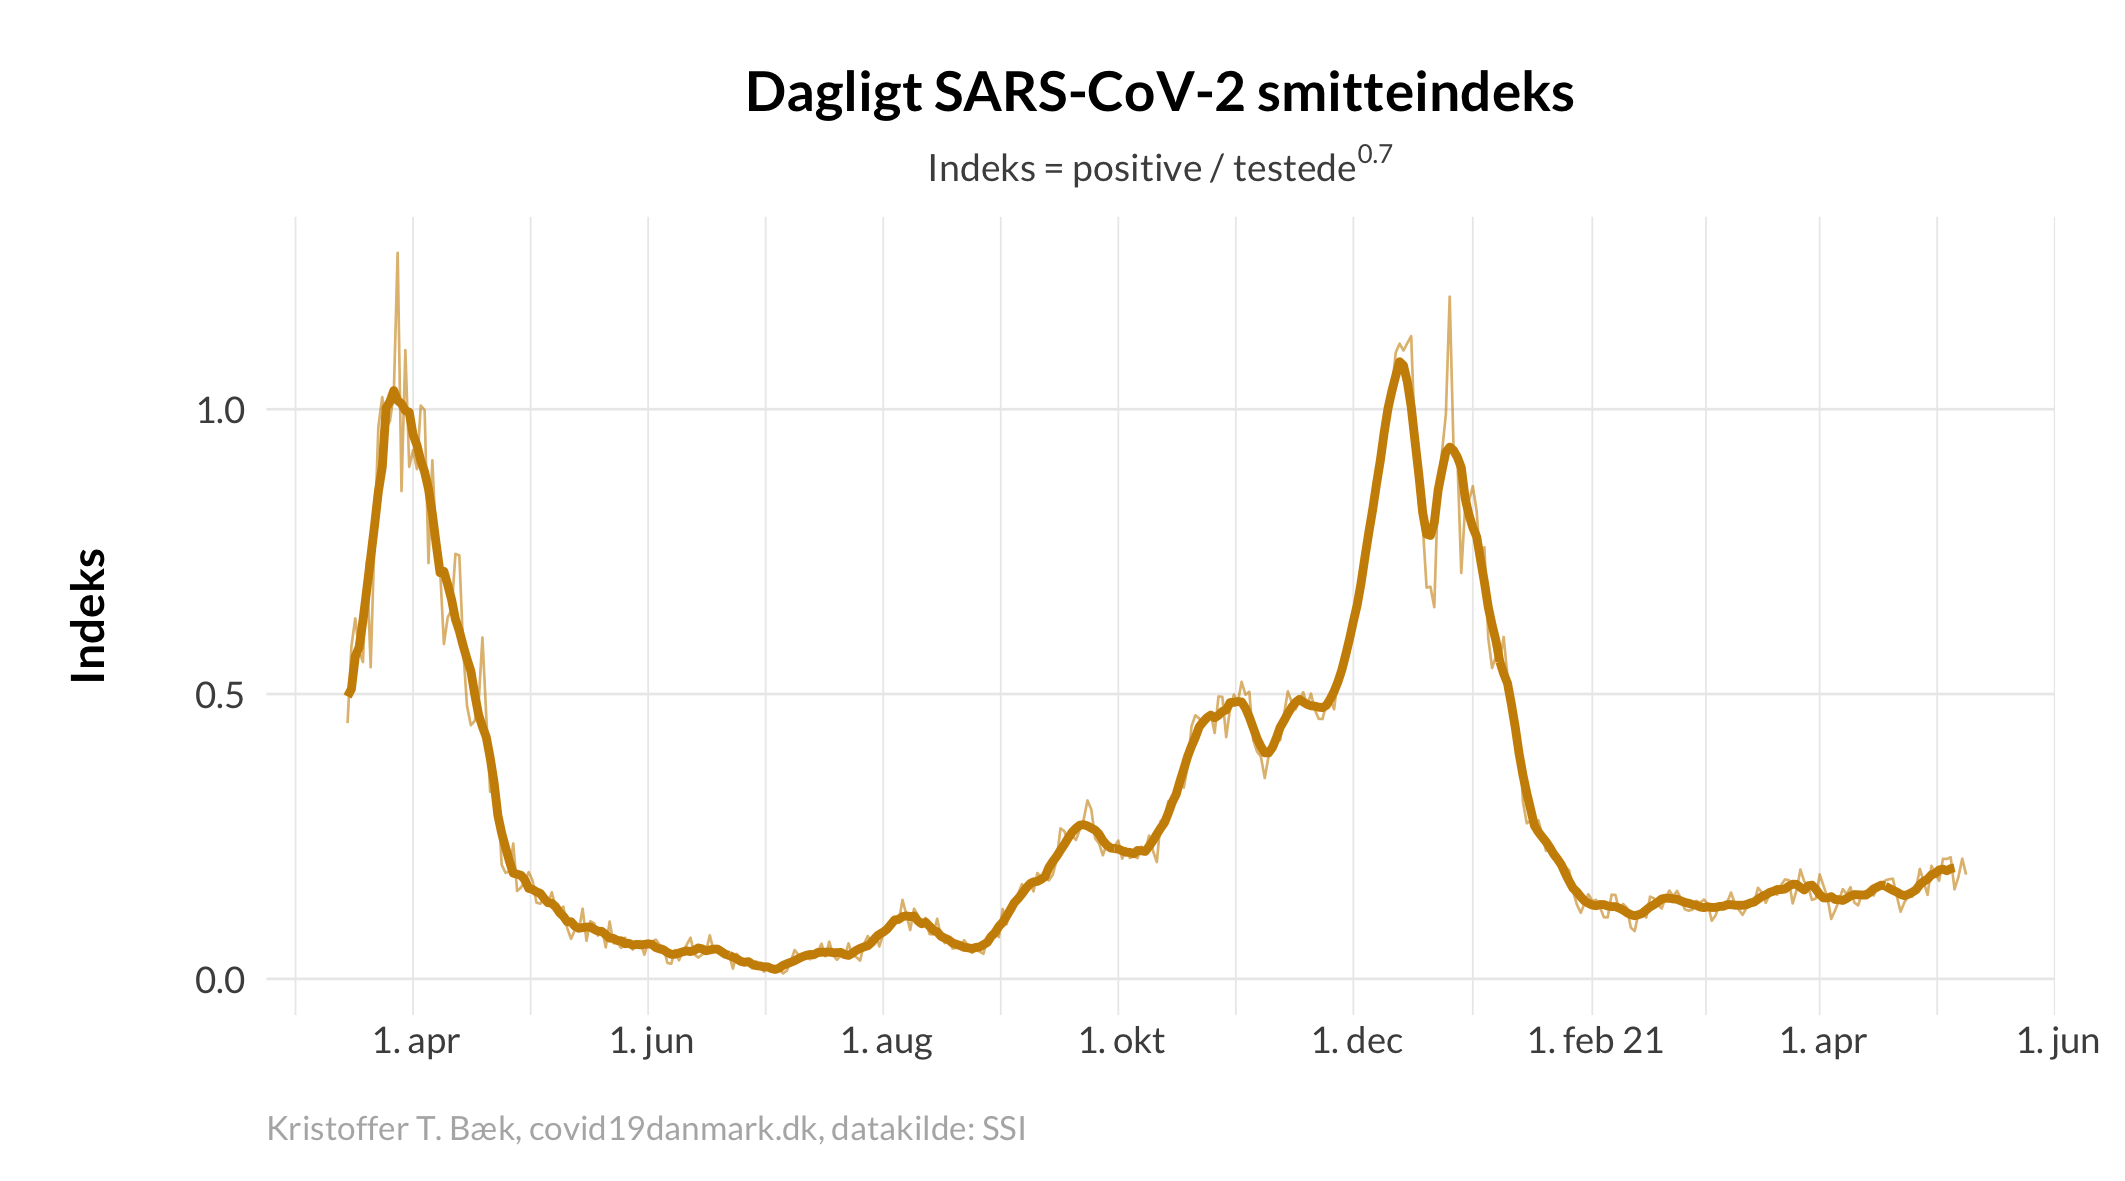 Dagligt SARS-CoV-2 smitteindeks
Indeks = positive / testede^0.7
Indeks
1.0
0.5
0.0
1. apr
1. jun
1. aug
1. okt
1. dec
1. feb 21
1. apr
1. jun
Kristoffer T. Bæk, covid19danmark.dk, datakilde: SSI